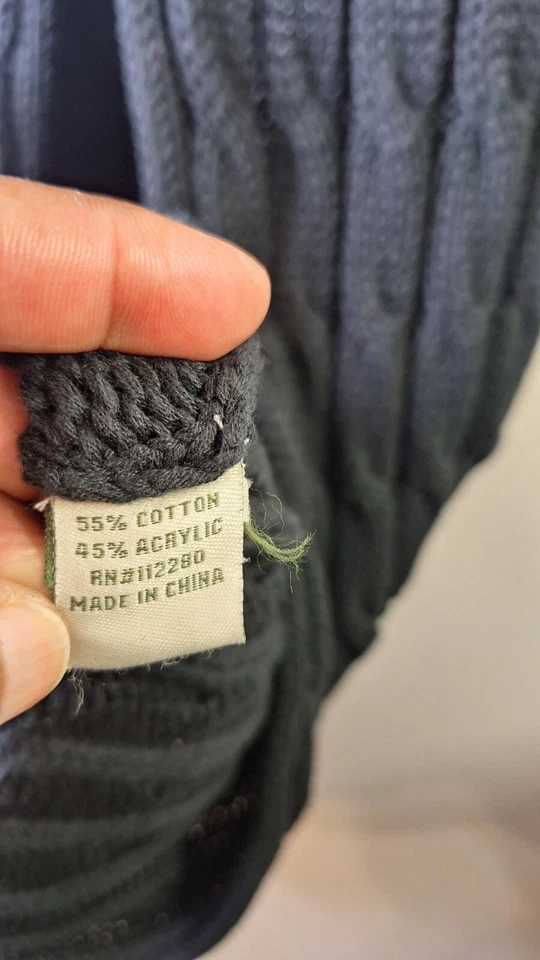 55% COTTON
45% ACRYLIC
RN#112280
MADE IN CHINA